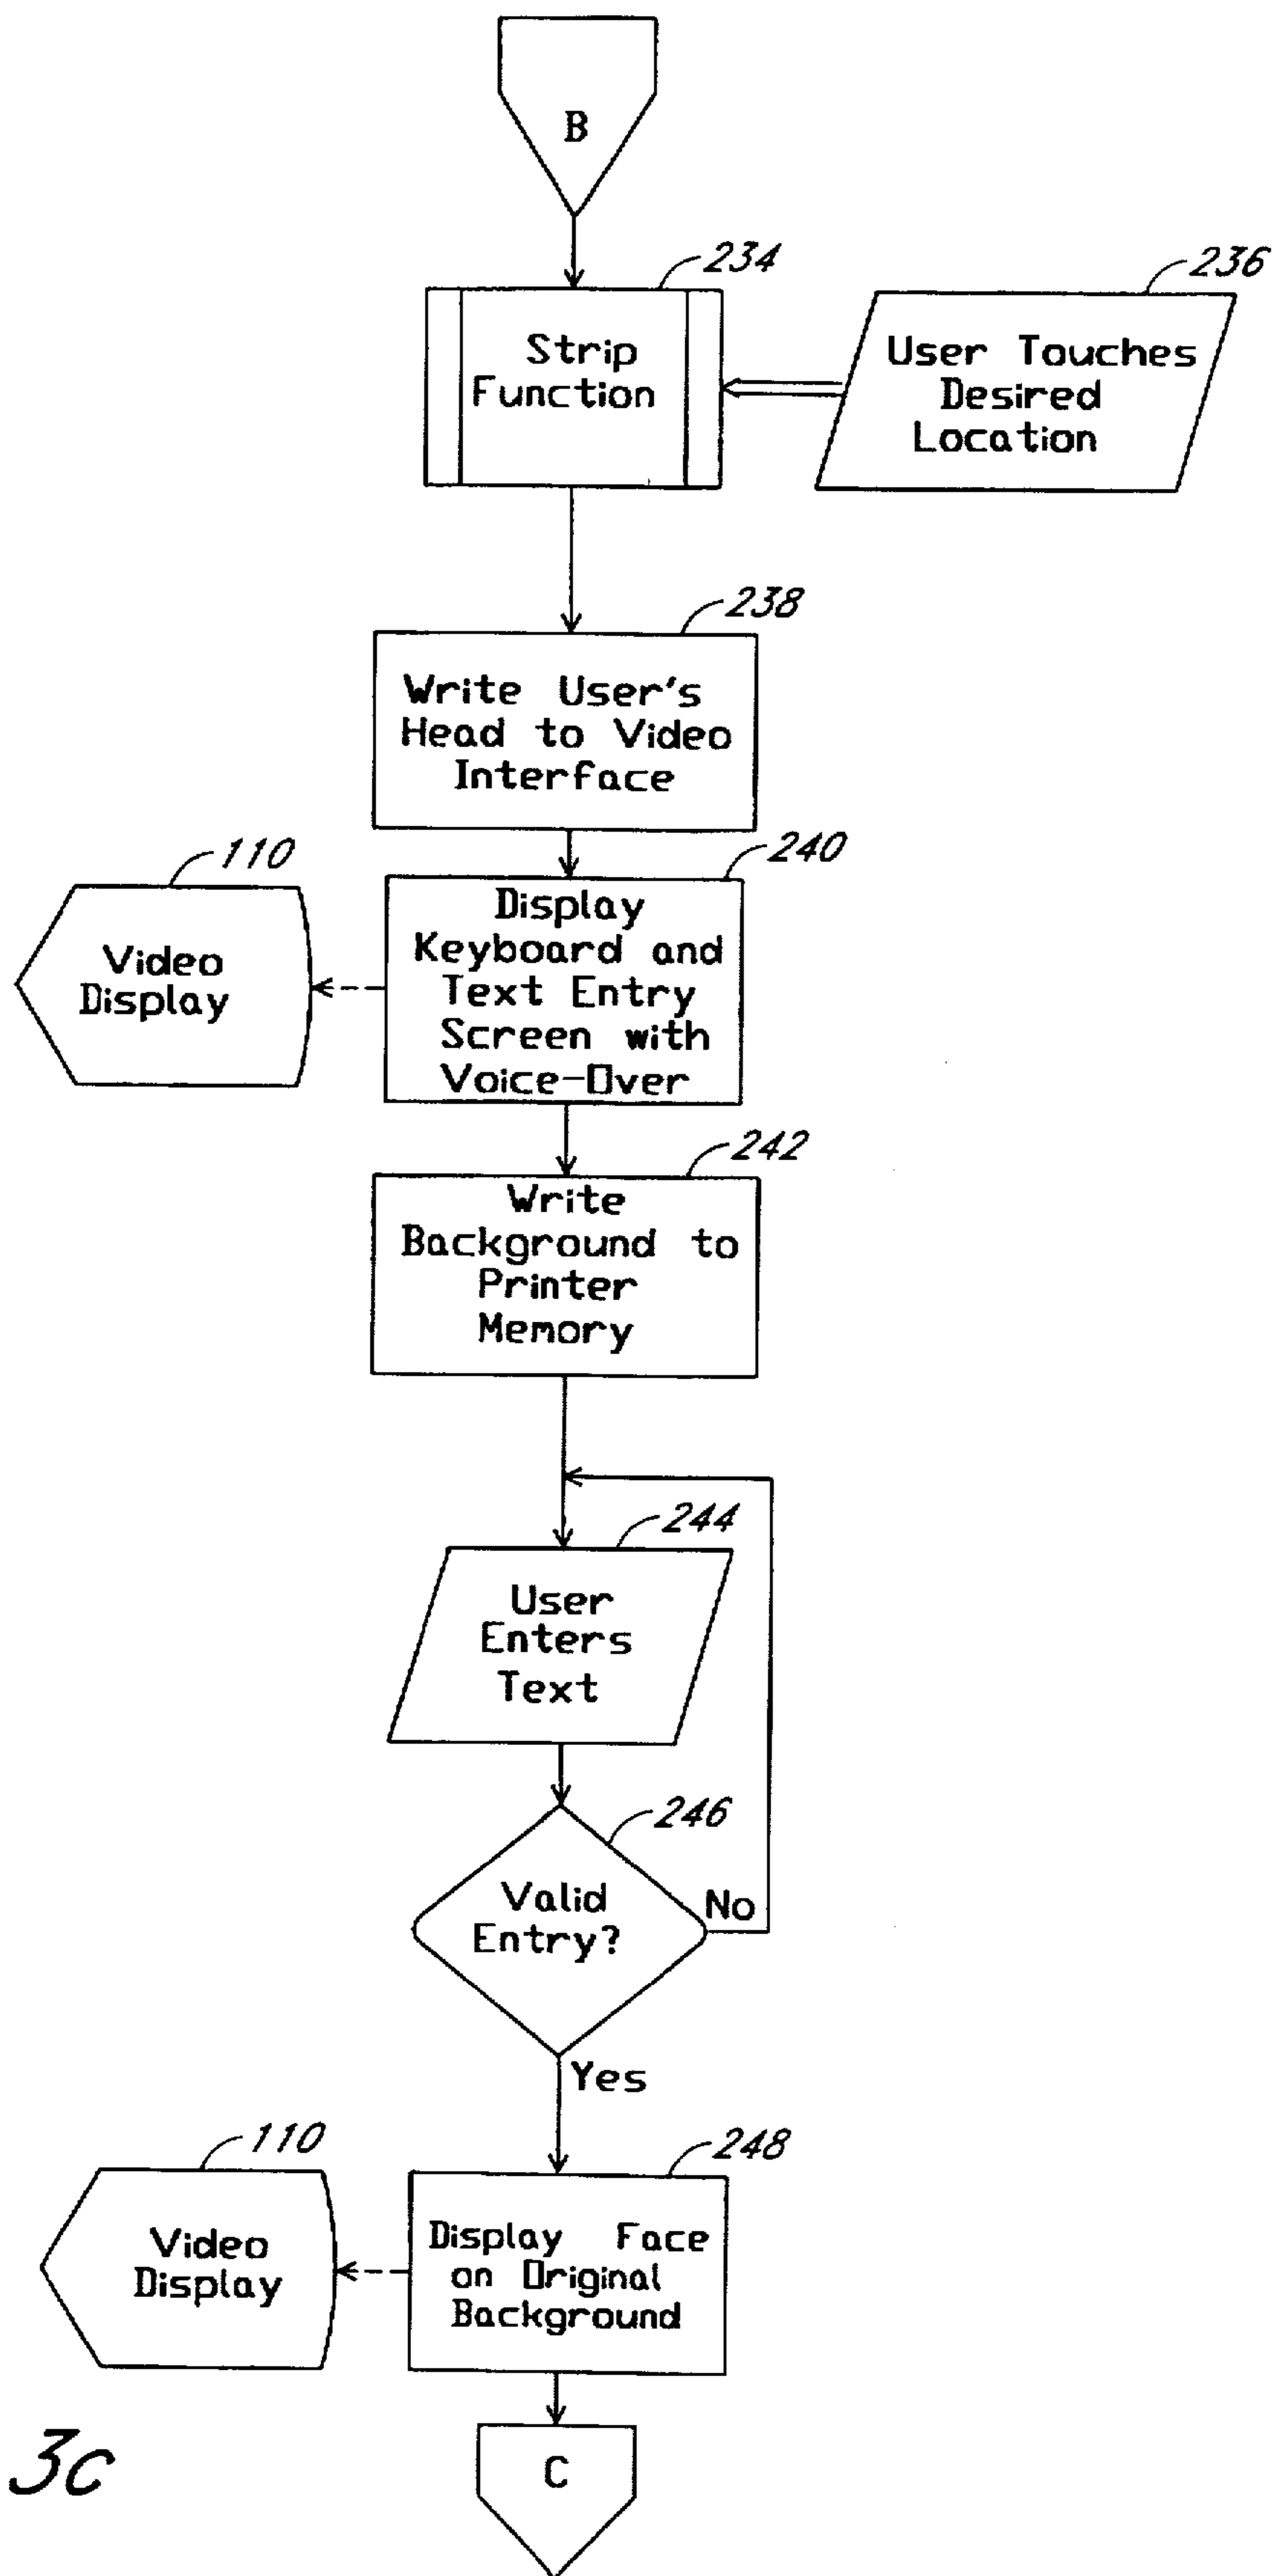 B
234
Strip
Function
236
User Touches
Desired
Location
238
Write User's
Head to Video
Interface
110
Video
Display
240
Display
Keyboard and
Text Entry
Screen with
Voice-Over
242
Write
Background to
Printer
Memory
244
User
Enters
Text
246
Valid
Entry?
No
Yes
110
Video
Display
248
Display Face
on Original
Background
C
3c